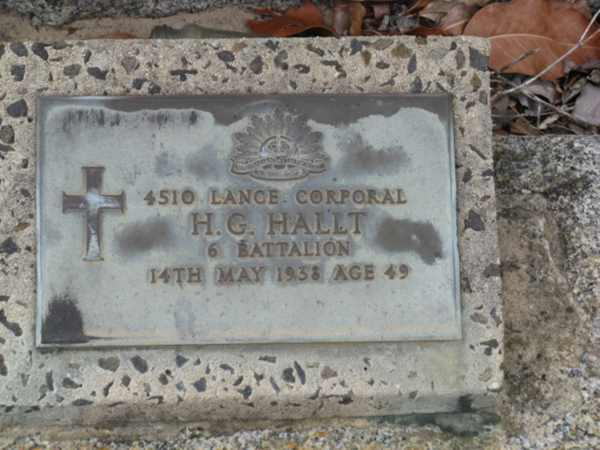 4510 LANCE CORPORAL
H.G. HALLT
6 BATTALION
14TH MAY 1938 AGE 49